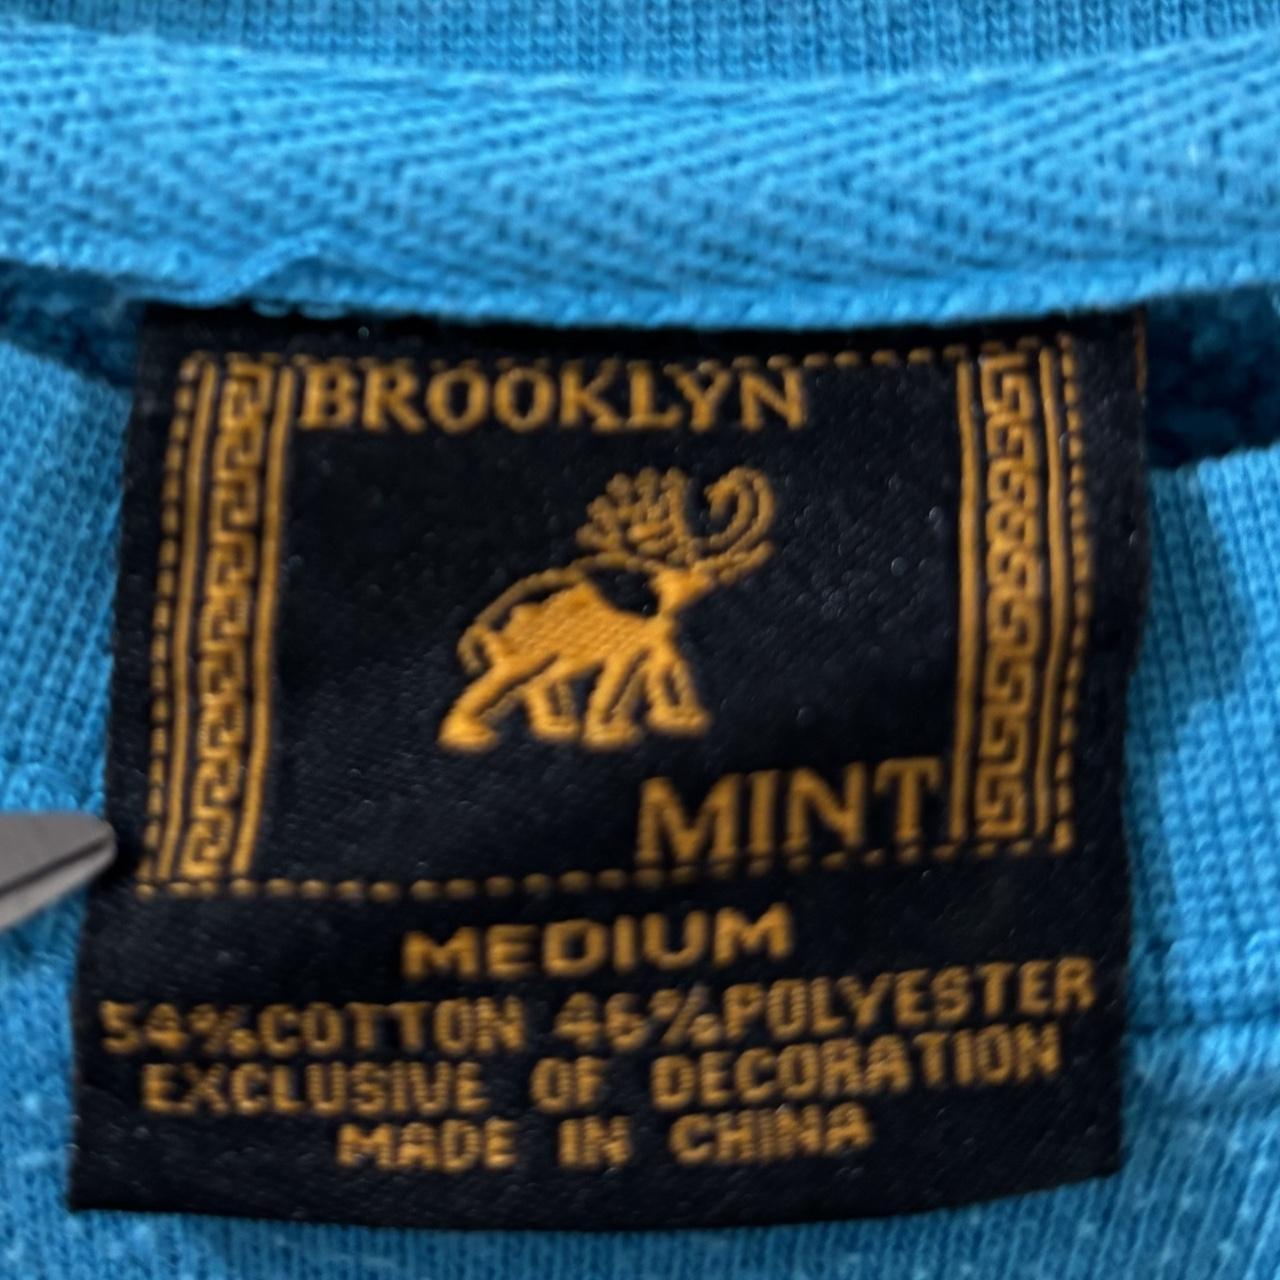 BROOKLYN
MINT
MEDIUM
54%COTTON 46%POLYESTER
EXCLUSIVE OF DECORATION
MADE IN CHINA